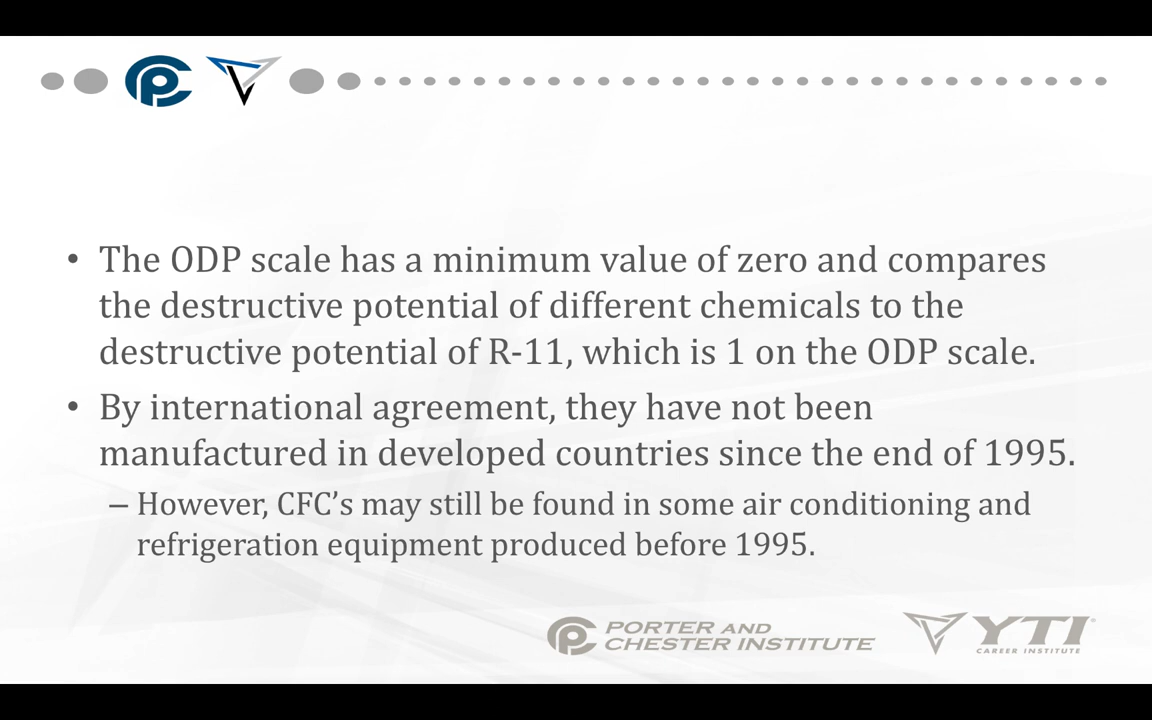 • The ODP scale has a minimum value of zero and compares
the destructive potential of different chemicals to the
destructive potential of R-11, which is 1 on the ODP scale.
• By international agreement, they have not been
manufactured in developed countries since the end of 1995.
– However, CFC’s may still be found in some air conditioning and
refrigeration equipment produced before 1995.
PORTER AND
CHESTER INSTITUTE
YTI®
CAREER INSTITUTE